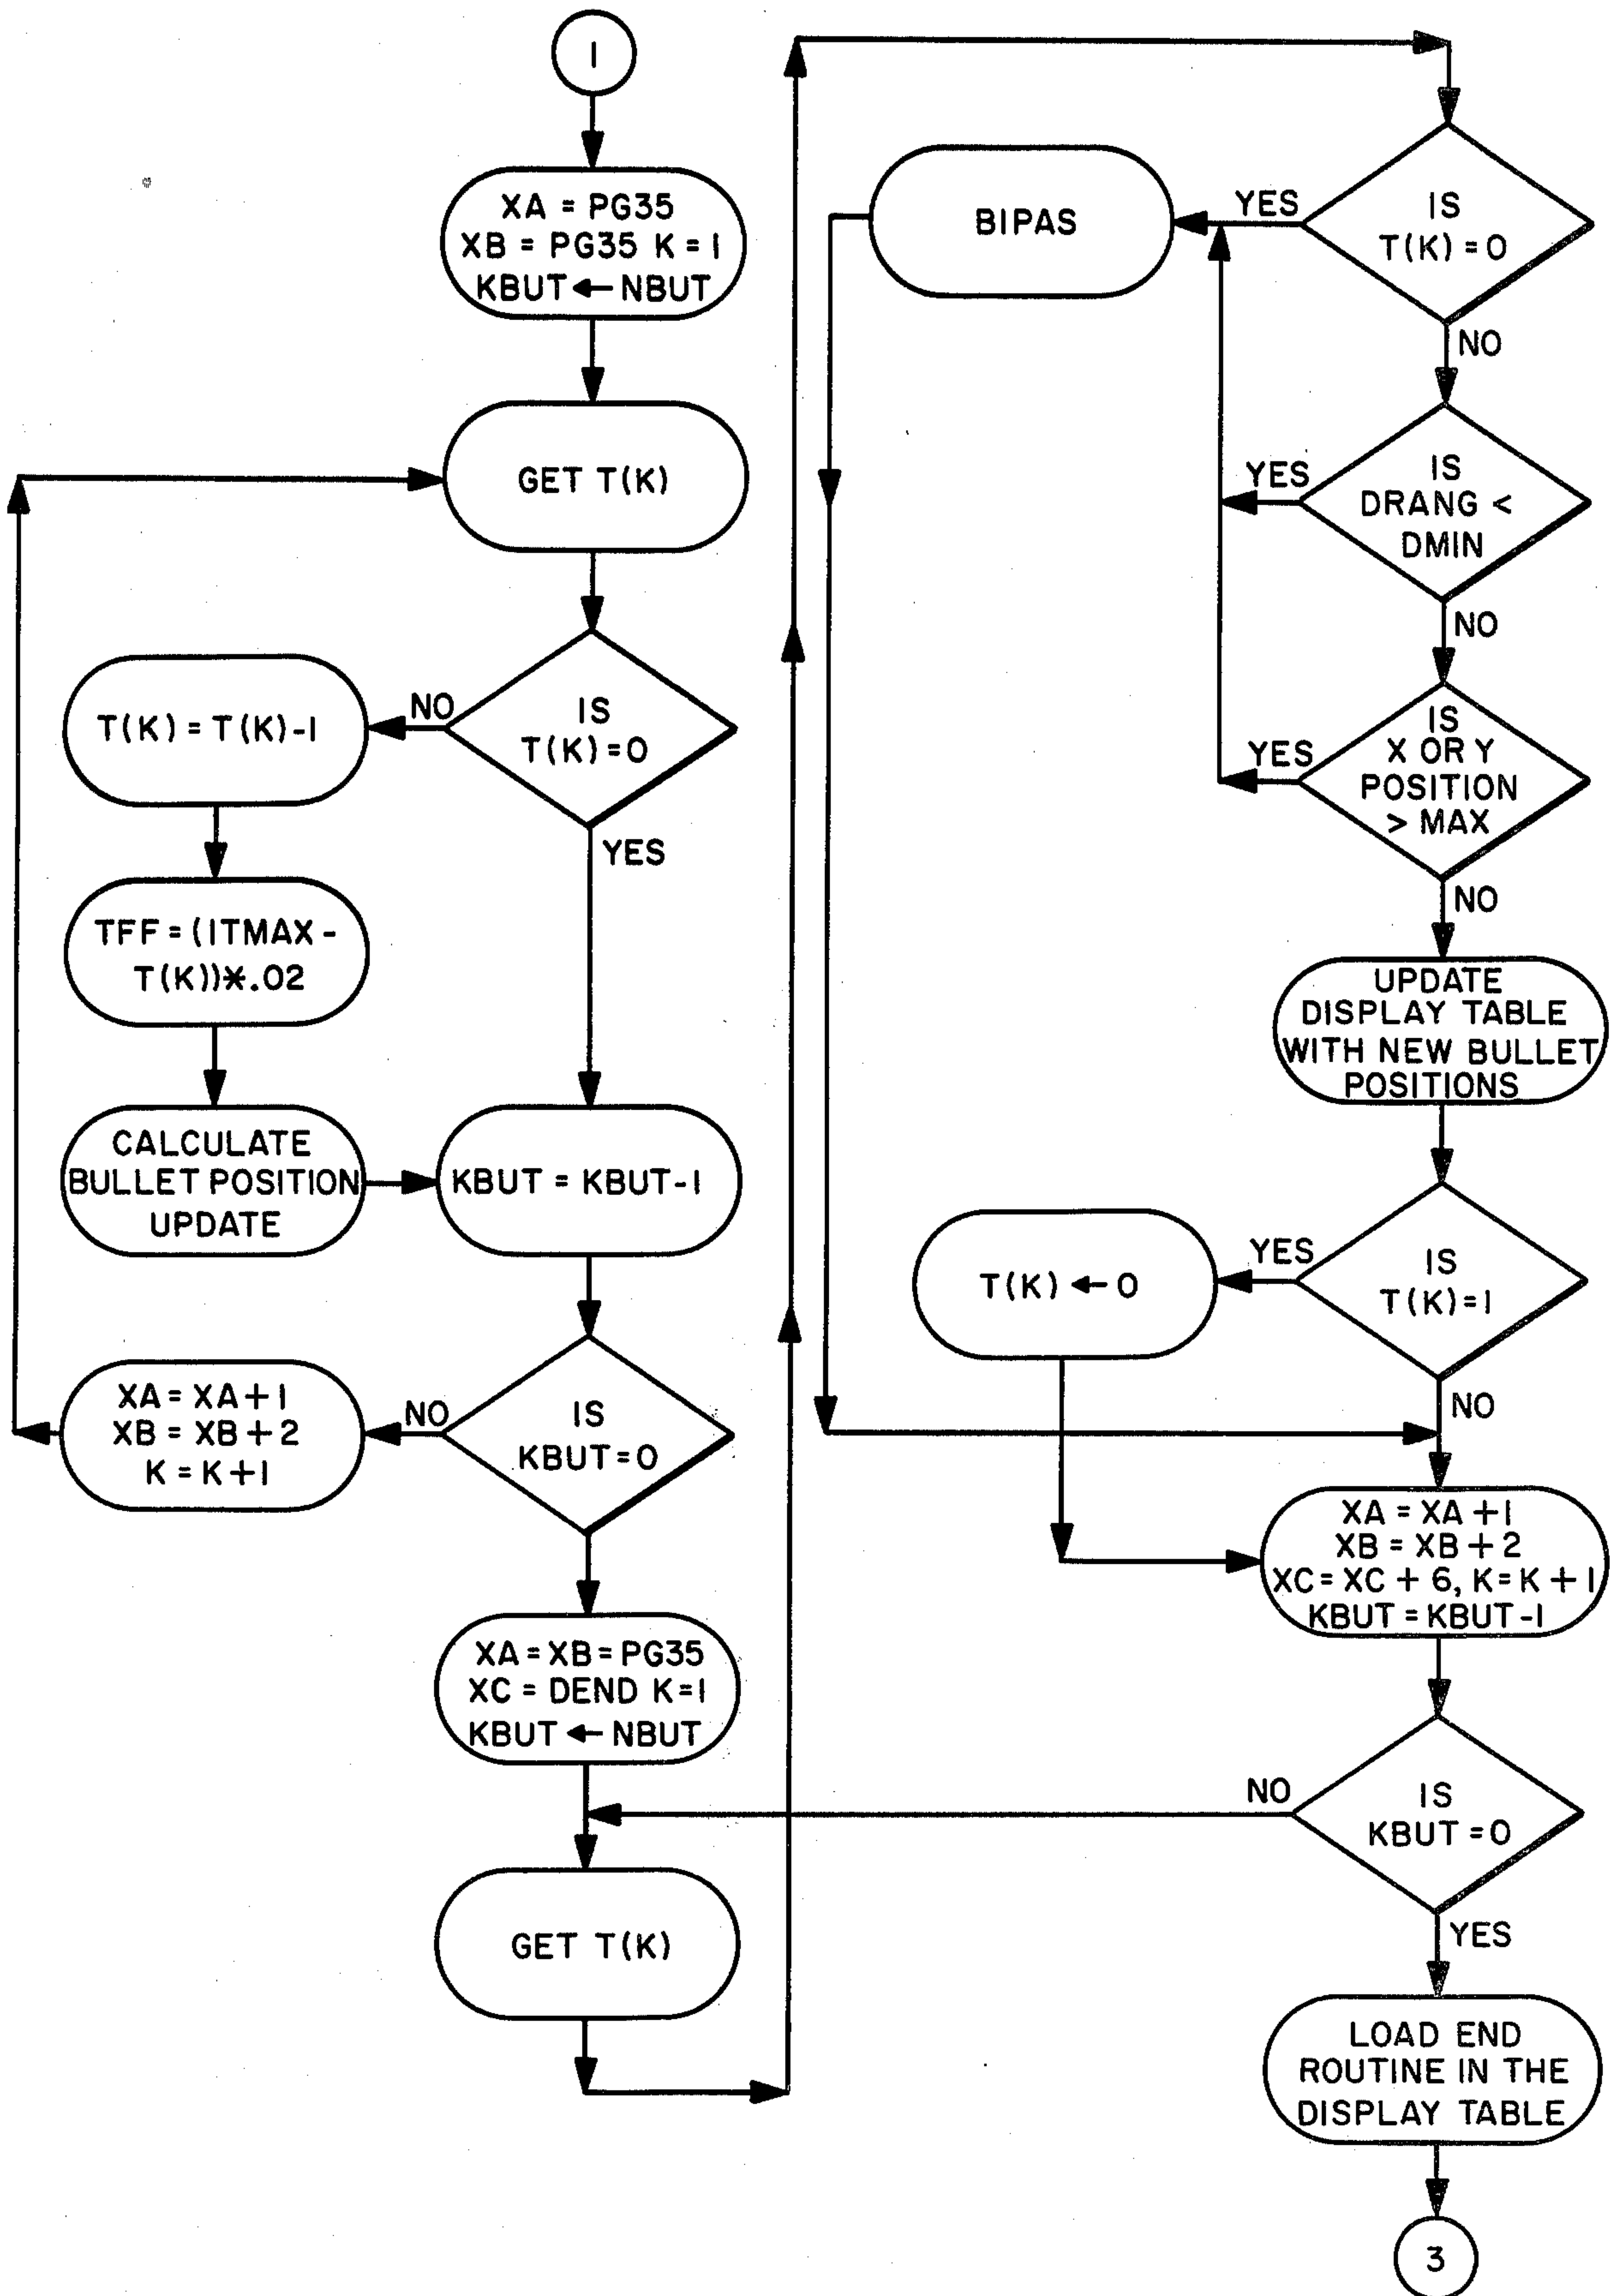 1
XA = PG35
XB = PG35 K = 1
KBUT ← NBUT
GET T(K)
IS
T(K) = 0
NO
YES
T(K) = T(K)-1
TFF = (ITMAX -
T(K))*.02
CALCULATE
BULLET POSITION
UPDATE
KBUT = KBUT-1
IS
KBUT = 0
NO
XA = XA+1
XB = XB+2
K = K+1
XA = XB = PG35
XC = DEND K=1
KBUT ← NBUT
GET T(K)
IS
T(K) = 0
YES
NO
BIPAS
IS
DRANG <
DMIN
YES
NO
IS
X OR Y
POSITION
> MAX
YES
NO
UPDATE
DISPLAY TABLE
WITH NEW BULLET
POSITIONS
IS
T(K)=1
YES
NO
T(K) ← 0
XA = XA +1
XB = XB + 2
XC = XC + 6, K = K + 1
KBUT = KBUT -1
IS
KBUT = 0
NO
YES
LOAD END
ROUTINE IN THE
DISPLAY TABLE
3